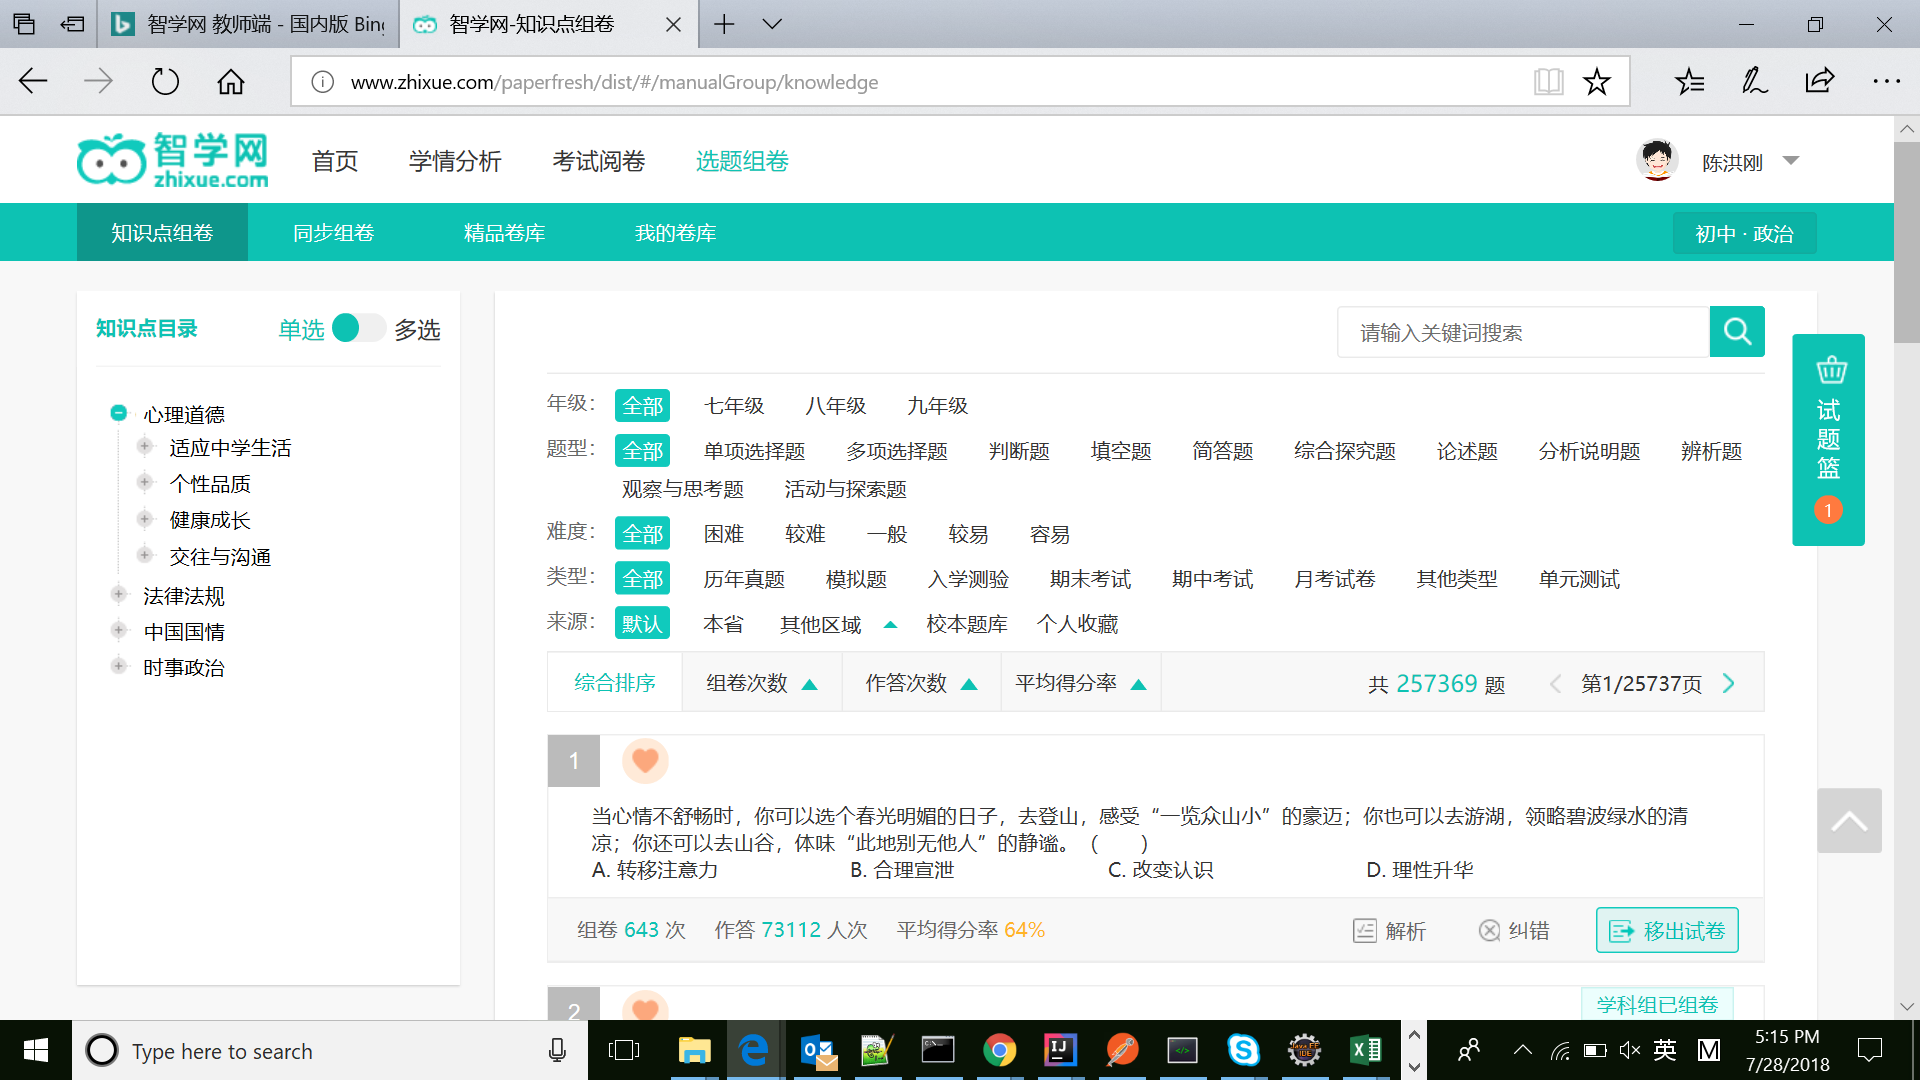 智学网 教师端 - 国内版 Bing
智学网-知识点组卷
www.zhixue.com/paperfresh/dist/#/manualGroup/knowledge
智学网
zhixue.com
首页 学情分析 考试阅卷 选题组卷
陈洪刚
知识点组卷 同步组卷 精品卷库 我的卷库 初中 · 政治
知识点目录 单选 多选
心理道德
适应中学生活
个性品质
健康成长
交往与沟通
法律法规
中国国情
时事政治
请输入关键词搜索
年级： 全部 七年级 八年级 九年级
题型： 全部 单项选择题 多项选择题 判断题 填空题 简答题 综合探究题 论述题 分析说明题 辨析题
观察与思考题 活动与探索题
难度： 全部 困难 较难 一般 较易 容易
类型： 全部 历年真题 模拟题 入学测验 期末考试 期中考试 月考试卷 其他类型 单元测试
来源： 默认 本省 其他区域 校本题库 个人收藏
综合排序 组卷次数 作答次数 平均得分率 共 257369 题 第1/25737页
1
当心情不舒畅时，你可以选个春光明媚的日子，去登山，感受“一览众山小”的豪迈；你也可以去游湖，领略碧波绿水的清
凉；你还可以去山谷，体味“此地别无他人”的静谧。（　　）
A. 转移注意力 B. 合理宣泄 C. 改变认识 D. 理性升华
组卷 643 次 作答 73112 人次 平均得分率 64% 解析 纠错 移出试卷
2
学科组已组卷
试
题
篮
1
Type here to search
英
M
5:15 PM
7/28/2018